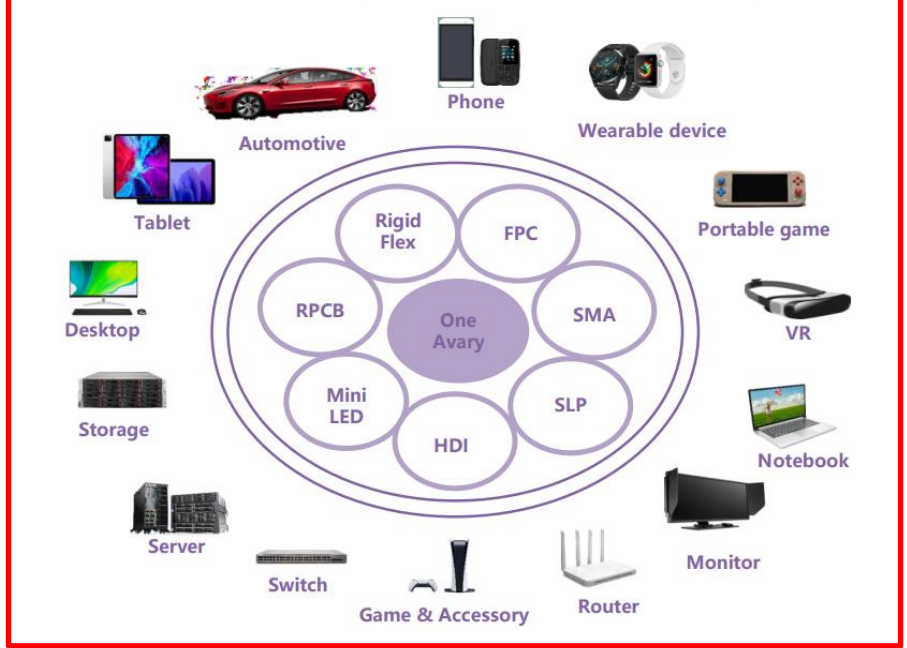 Phone
Wearable device
Automotive
Tablet
Portable game
Desktop
VR
Storage
Notebook
Server
Monitor
Switch
Game & Accessory
Router
Rigid
Flex
FPC
RPCB
One
Avary
SMA
Mini
LED
SLP
HDI